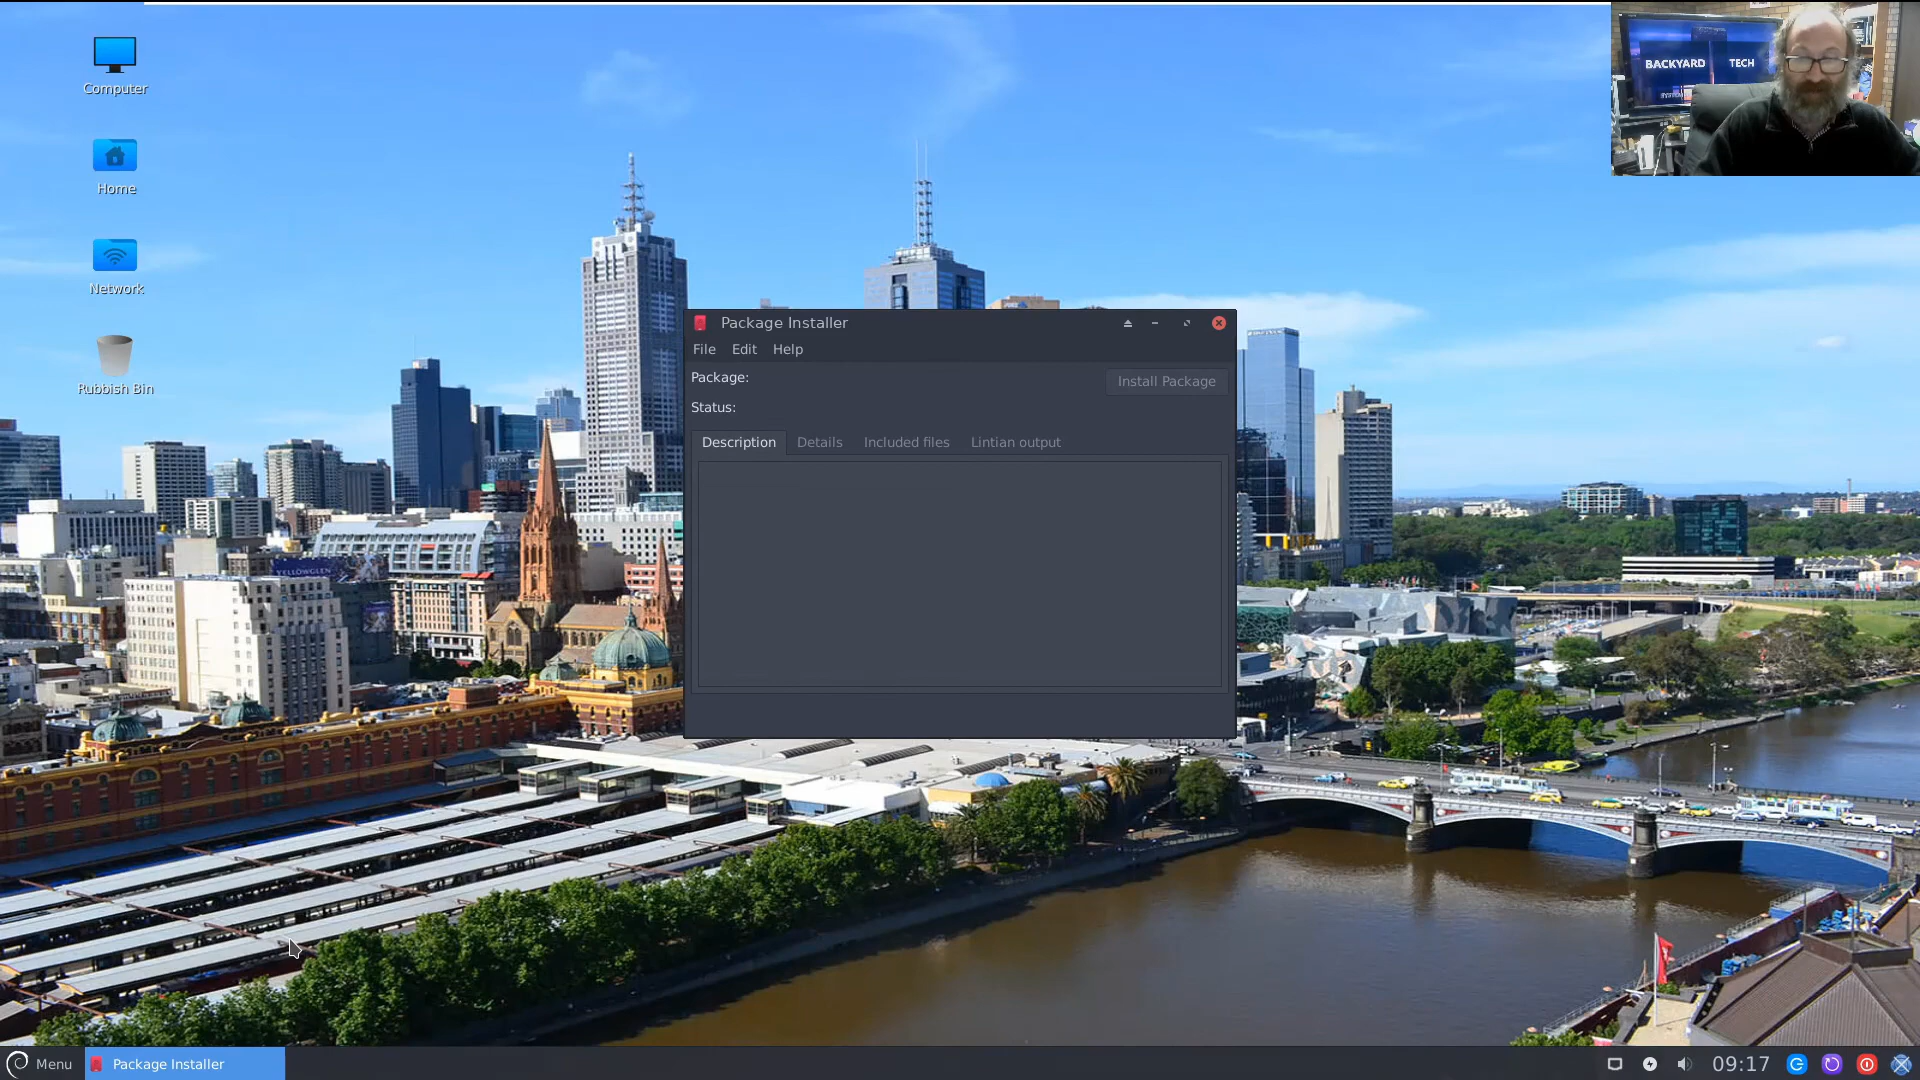 Computer
Home
Network
Rubbish Bin
BACKYARD TECH
Package Installer
File Edit Help
Package:
Install Package
Status:
Description Details Included files Lintian output
YELLOWGLEN
Menu
Package Installer
09:17